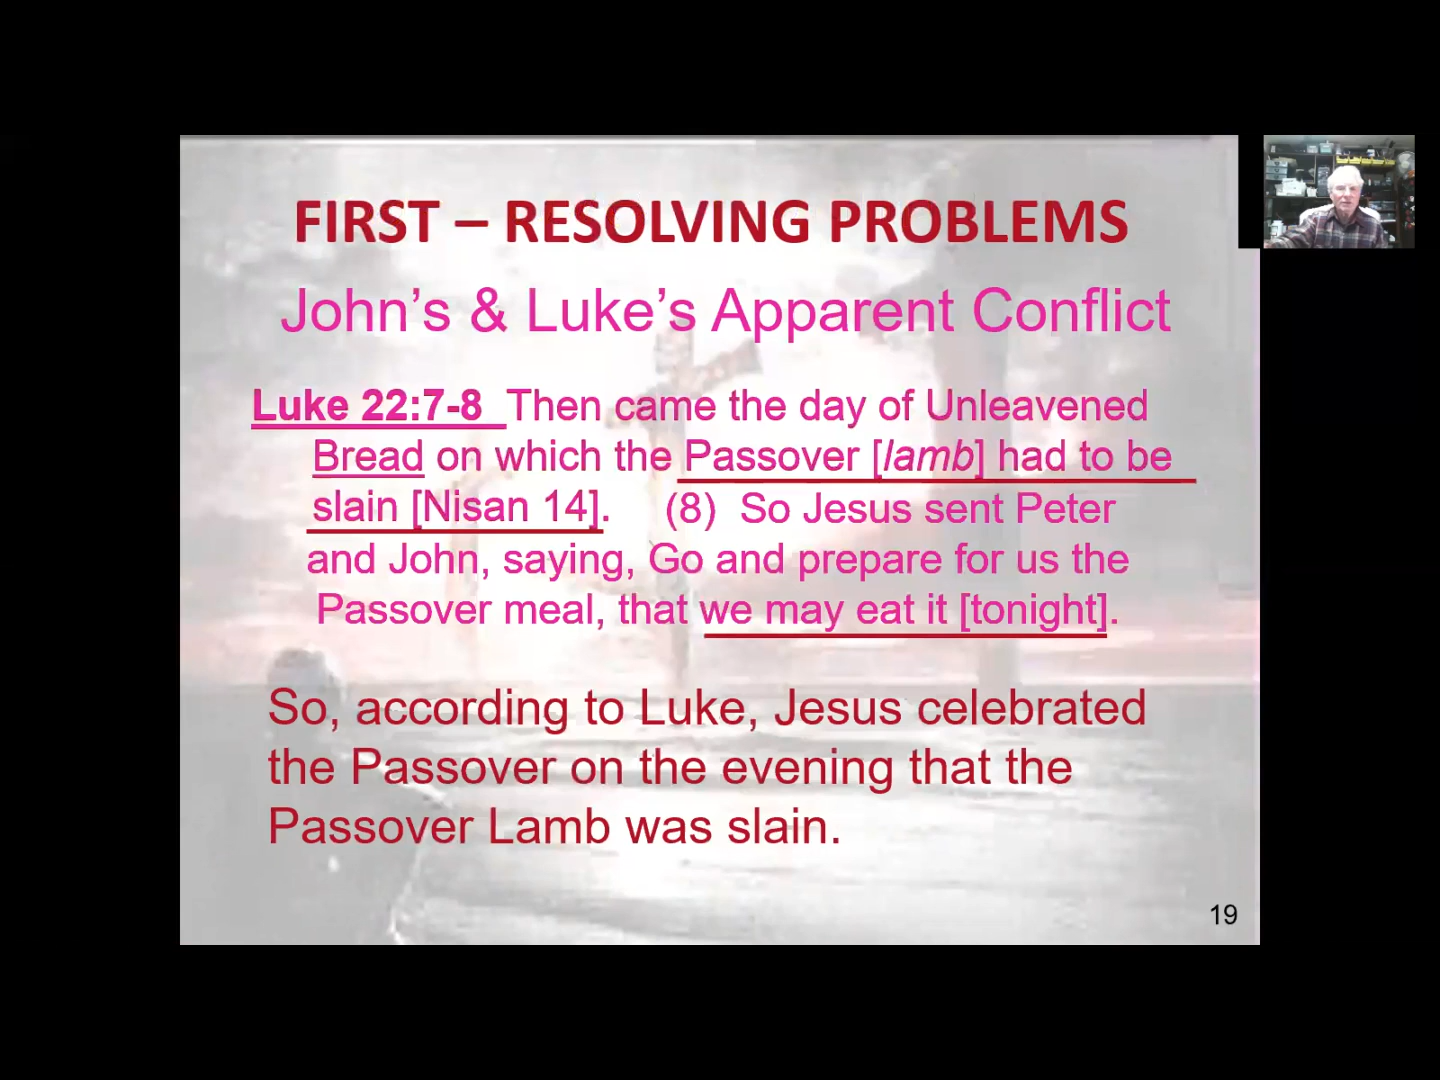 FIRST – RESOLVING PROBLEMS
John’s & Luke’s Apparent Conflict
Luke 22:7-8 Then came the day of Unleavened
Bread on which the Passover [lamb] had to be
slain [Nisan 14]. (8) So Jesus sent Peter
and John, saying, Go and prepare for us the
Passover meal, that we may eat it [tonight].
So, according to Luke, Jesus celebrated
the Passover on the evening that the
Passover Lamb was slain.
19